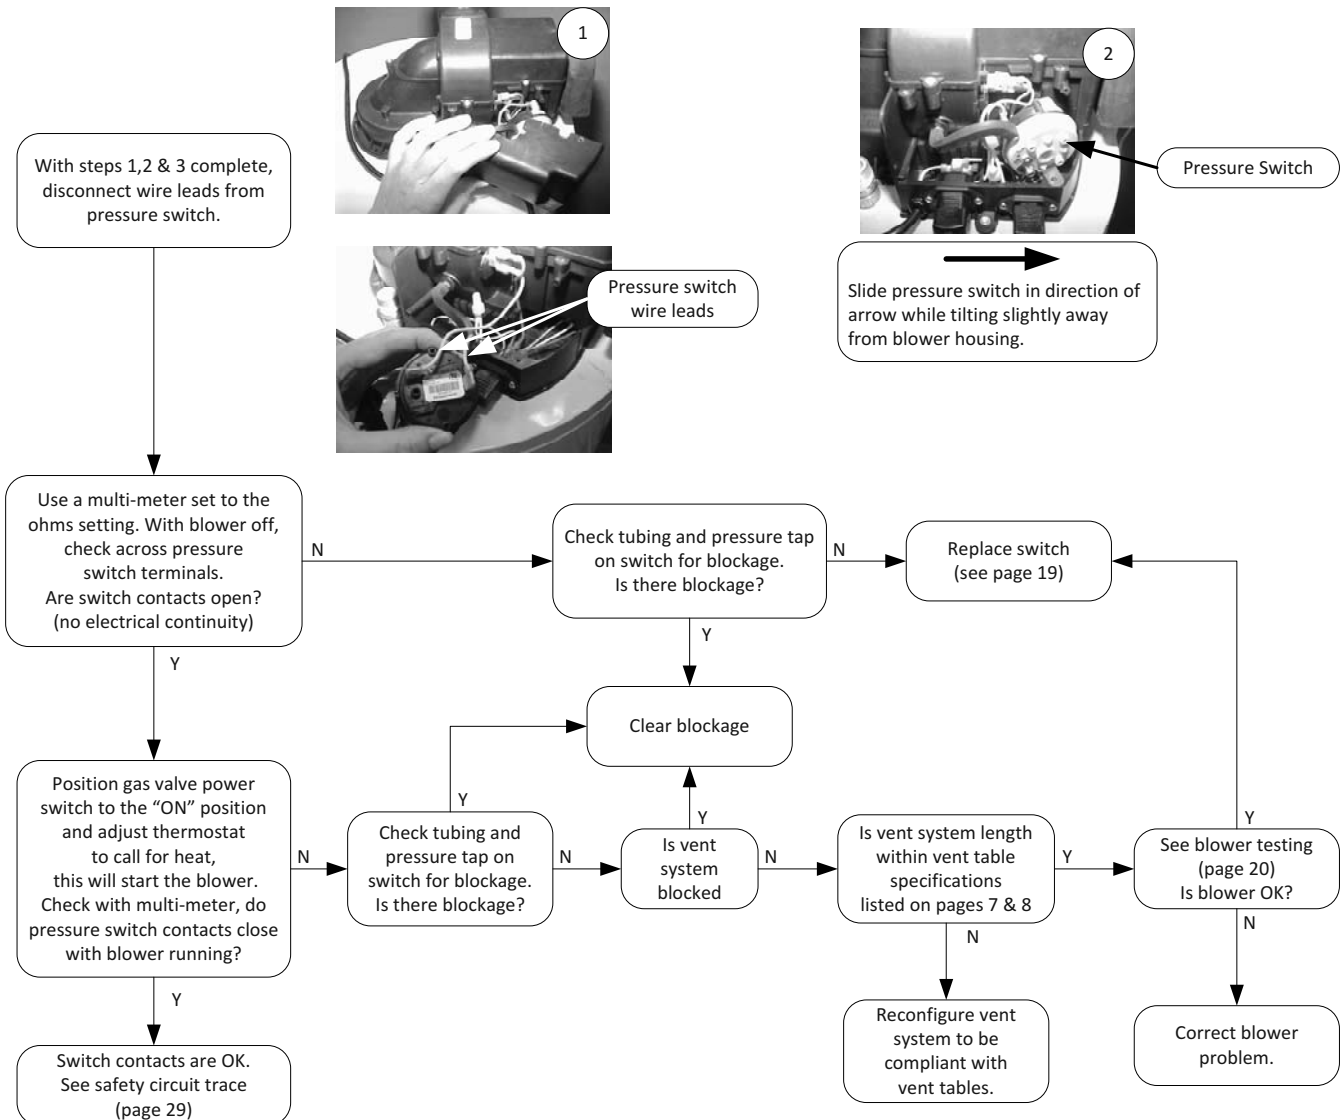 1
2
With steps 1,2 & 3 complete,
disconnect wire leads from
pressure switch.
Pressure Switch
Pressure switch
wire leads
Slide pressure switch in direction of
arrow while tilting slightly away
from blower housing.
Use a multi-meter set to the
ohms setting. With blower off,
check across pressure
switch terminals.
Are switch contacts open?
(no electrical continuity)
N
Check tubing and pressure tap
on switch for blockage.
Is there blockage?
N
Replace switch
(see page 19)
Y
Y
Clear blockage
Position gas valve power
switch to the “ON” position
and adjust thermostat
to call for heat,
this will start the blower.
Check with multi-meter, do
pressure switch contacts close
with blower running?
N
Y
Check tubing and
pressure tap on
switch for blockage.
Is there blockage?
N
Y
Is vent
system
blocked
N
Is vent system length
within vent table
specifications
listed on pages 7 & 8
Y
Y
See blower testing
(page 20)
Is blower OK?
N
N
Y
Switch contacts are OK.
See safety circuit trace
(page 29)
Reconfigure vent
system to be
compliant with
vent tables.
Correct blower
problem.